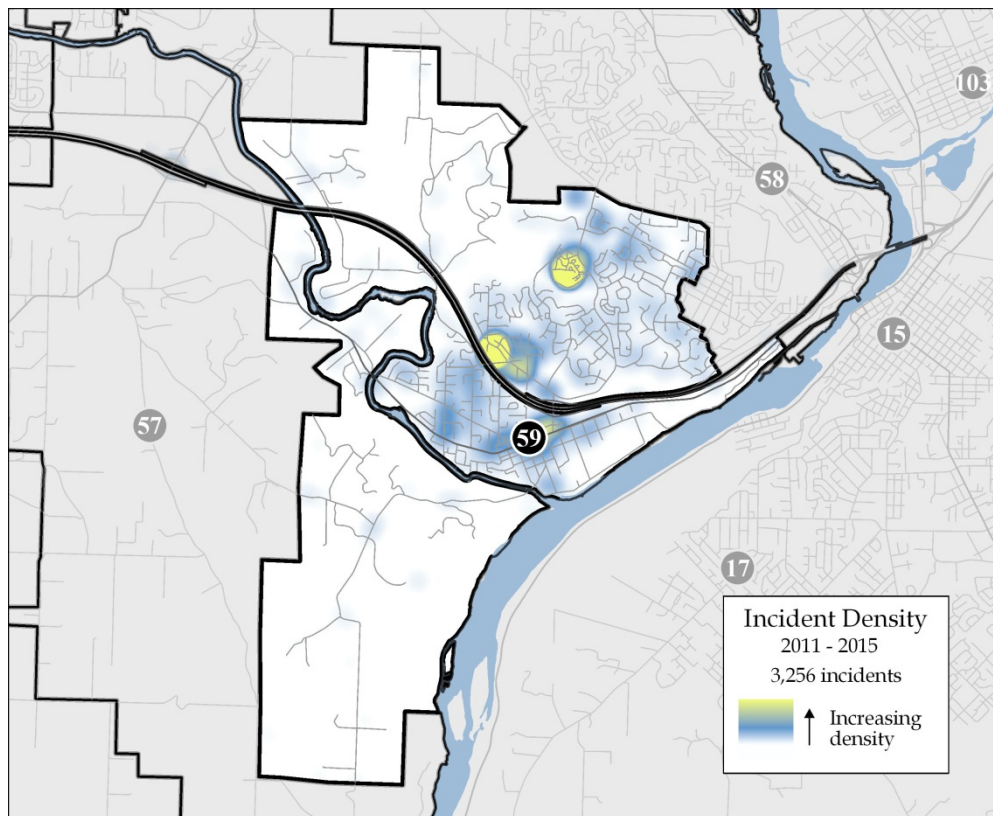 103
58
15
57
59
17
Incident Density
2011 - 2015
3,256 incidents
Increasing
density